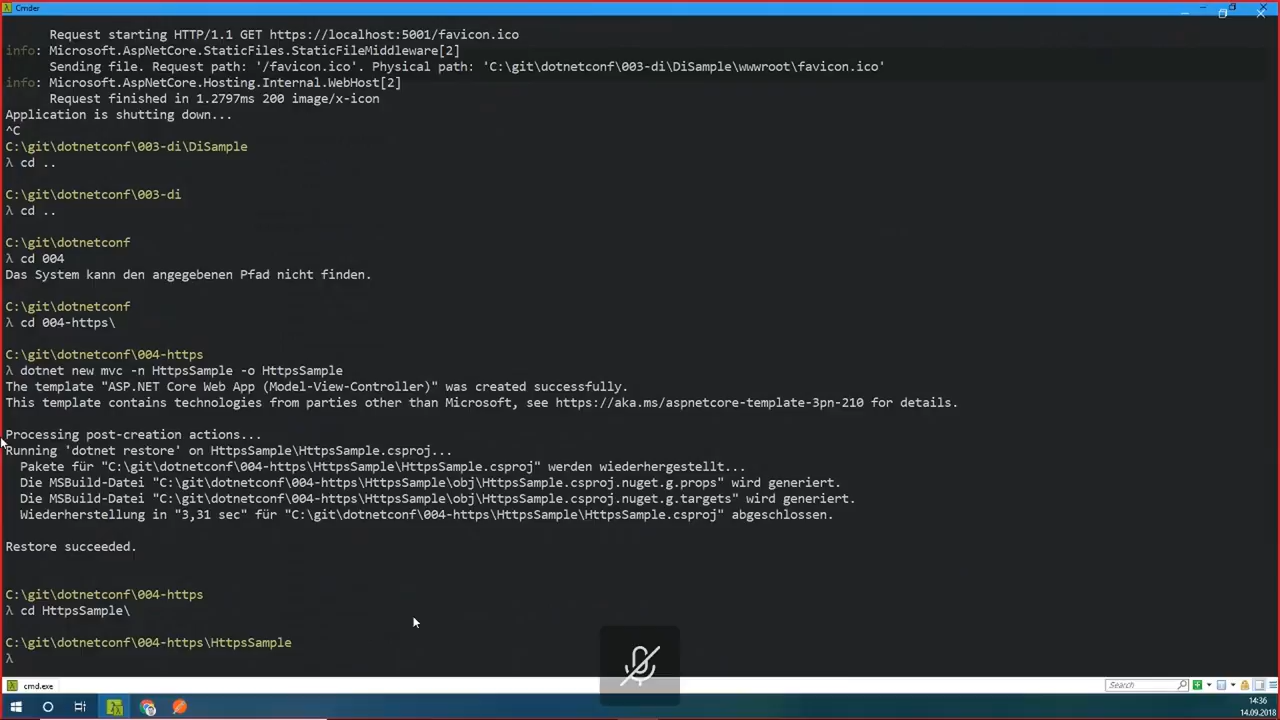 Cmder
Request starting HTTP/1.1 GET https://localhost:5001/favicon.ico
info: Microsoft.AspNetCore.StaticFiles.StaticFileMiddleware[2]
Sending file. Request path: '/favicon.ico'. Physical path: 'C:\git\dotnetconf\003-di\DiSample\wwwroot\favicon.ico'
info: Microsoft.AspNetCore.Hosting.Internal.WebHost[2]
Request finished in 1.2797ms 200 image/x-icon
Application is shutting down...
^C
C:\git\dotnetconf\003-di\DiSample
λ cd ..
C:\git\dotnetconf\003-di
λ cd ..
C:\git\dotnetconf
λ cd 004
Das System kann den angegebenen Pfad nicht finden.
C:\git\dotnetconf
λ cd 004-https\
C:\git\dotnetconf\004-https
λ dotnet new mvc -n HttpsSample -o HttpsSample
The template "ASP.NET Core Web App (Model-View-Controller)" was created successfully.
This template contains technologies from parties other than Microsoft, see https://aka.ms/aspnetcore-template-3pn-210 for details.
Processing post-creation actions...
Running 'dotnet restore' on HttpsSample\HttpsSample.csproj...
Pakete für "C:\git\dotnetconf\004-https\HttpsSample\HttpsSample.csproj" werden wiederhergestellt...
Die MSBuild-Datei "C:\git\dotnetconf\004-https\HttpsSample\obj\HttpsSample.csproj.nuget.g.props" wird generiert.
Die MSBuild-Datei "C:\git\dotnetconf\004-https\HttpsSample\obj\HttpsSample.csproj.nuget.g.targets" wird generiert.
Wiederherstellung in "3,31 sec" für "C:\git\dotnetconf\004-https\HttpsSample\HttpsSample.csproj" abgeschlossen.
Restore succeeded.
C:\git\dotnetconf\004-https
λ cd HttpsSample\
C:\git\dotnetconf\004-https\HttpsSample
λ
cmd.exe
Search
14:36
14.09.2018